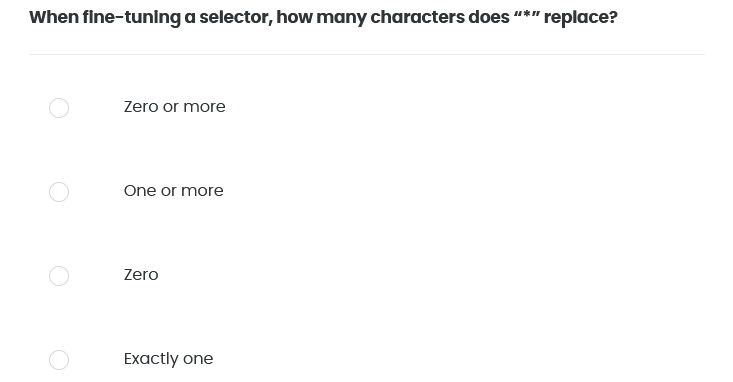 When fine-tuning a selector, how many characters does “*” replace?
Zero or more
One or more
Zero
Exactly one